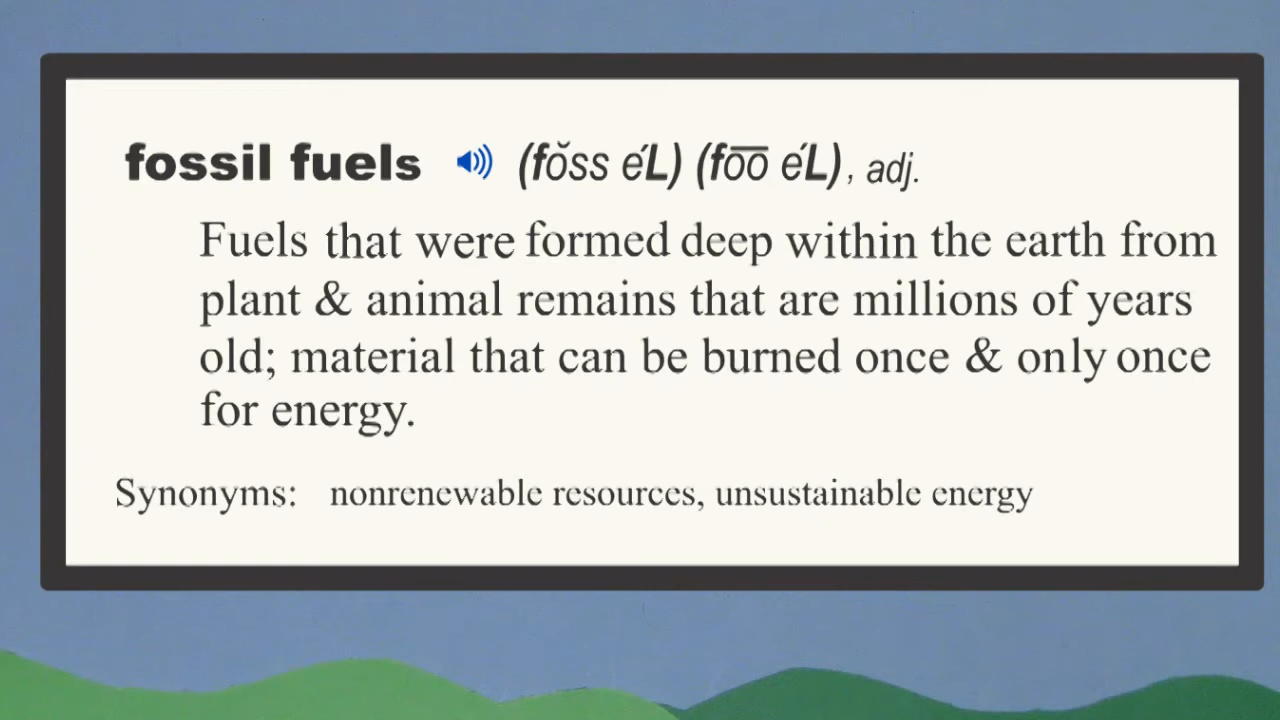 fossil fuels (fŏss éL) (fo͞o éL), adj.
Fuels that were formed deep within the earth from
plant & animal remains that are millions of years
old; material that can be burned once & only once
for energy.
Synonyms: nonrenewable resources, unsustainable energy